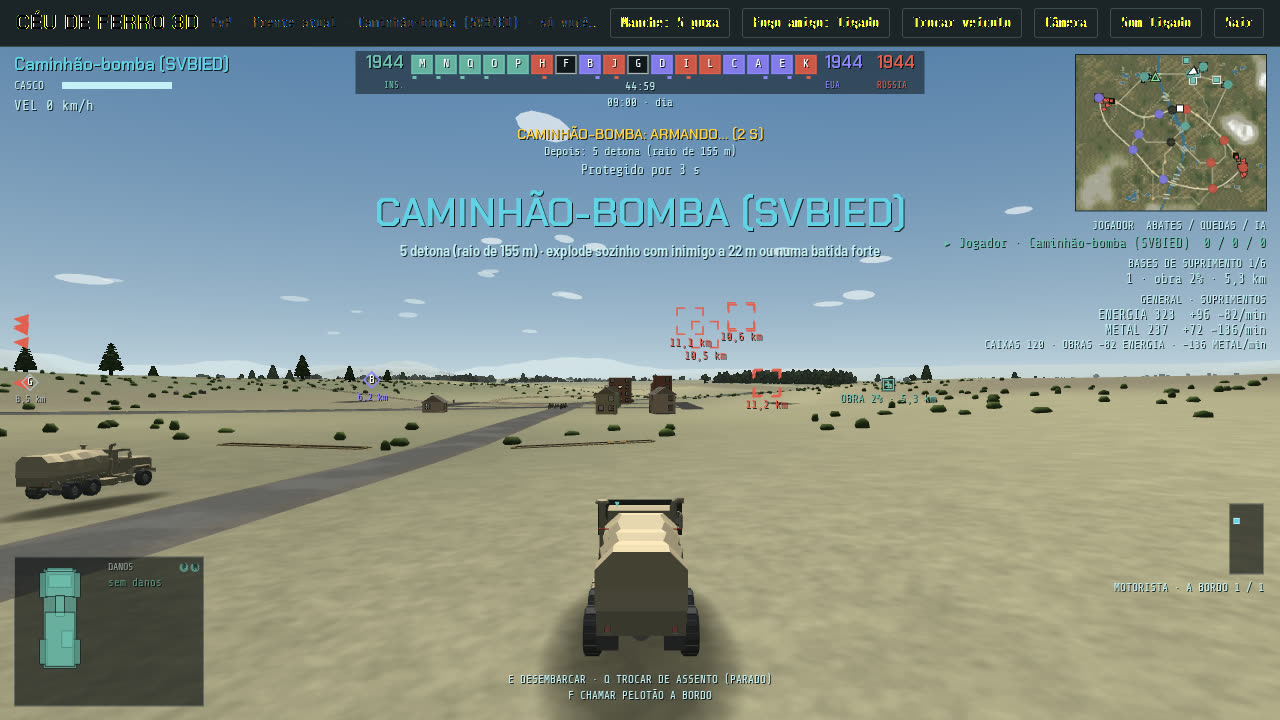 CÉU DE FERRO 3D
Manche: S puxa
Fogo amigo: ligado
Trocar veículo
Câmera
Som ligado
Sair
Caminhão-bomba (SVBIED)
CASCO
VEL 0 km/h
1944 M N Q O P H F B J G D I L C A E K 1944 1944
INS. 44:59 EUA RÚSSIA
09:00 · dia
CAMINHÃO-BOMBA: ARMANDO... (2 S)
Depois: 5 detona (raio de 155 m)
Protegido por 3 s
CAMINHÃO-BOMBA (SVBIED)
5 detona (raio de 155 m) · explode sozinho com inimigo a 22 m ou numa batida forte
JOGADOR ABATES / QUEDAS / IA
► Jogador · Caminhão-bomba (SVBIED) 0 / 0 / 0
BASES DE SUPRIMENTO 1/6
1 · obra 2% · 5,3 km
GENERAL · SUPRIMENTOS
ENERGIA 323 +96 -82/min
METAL 237 +72 -136/min
CAIXAS 120 · OBRAS -82 ENERGIA · -136 METAL/min
10,6 km
10,5 km
11,2 km
G
8,5 km
B
6,2 km
OBRA 2% · 5,3 km
DANOS
sem danos
MOTORISTA · A BORDO 1 / 1
E DESEMBARCAR · Q TROCAR DE ASSENTO (PARADO)
F CHAMAR PELOTÃO A BORDO